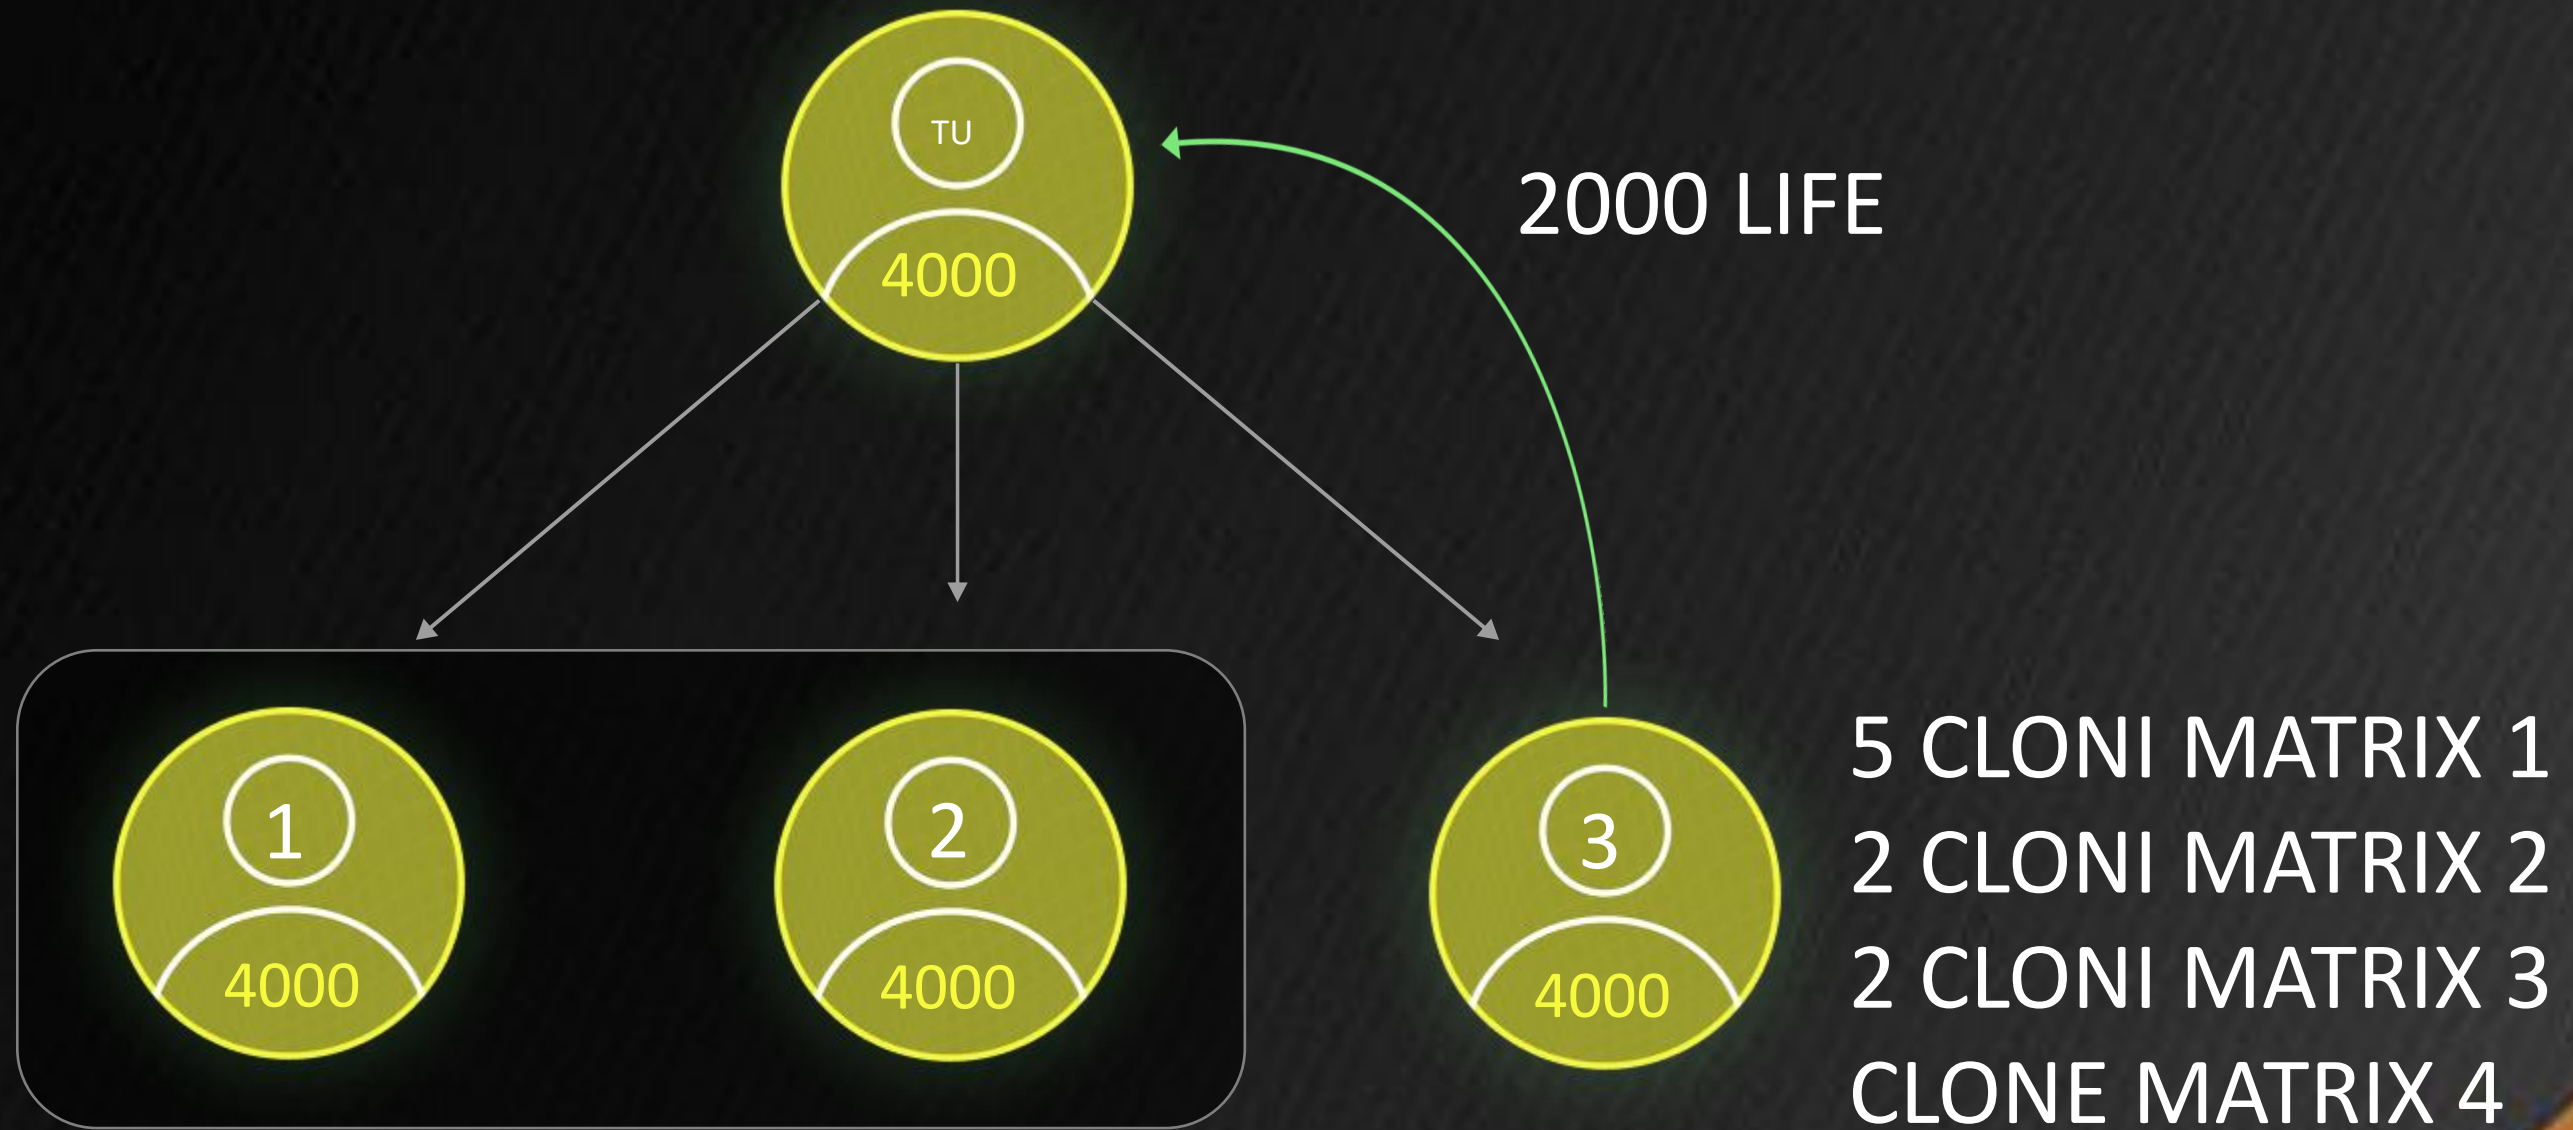 TU
4000
2000 LIFE
1
4000
2
4000
3
4000
5 CLONI MATRIX 1
2 CLONI MATRIX 2
2 CLONI MATRIX 3
CLONE MATRIX 4